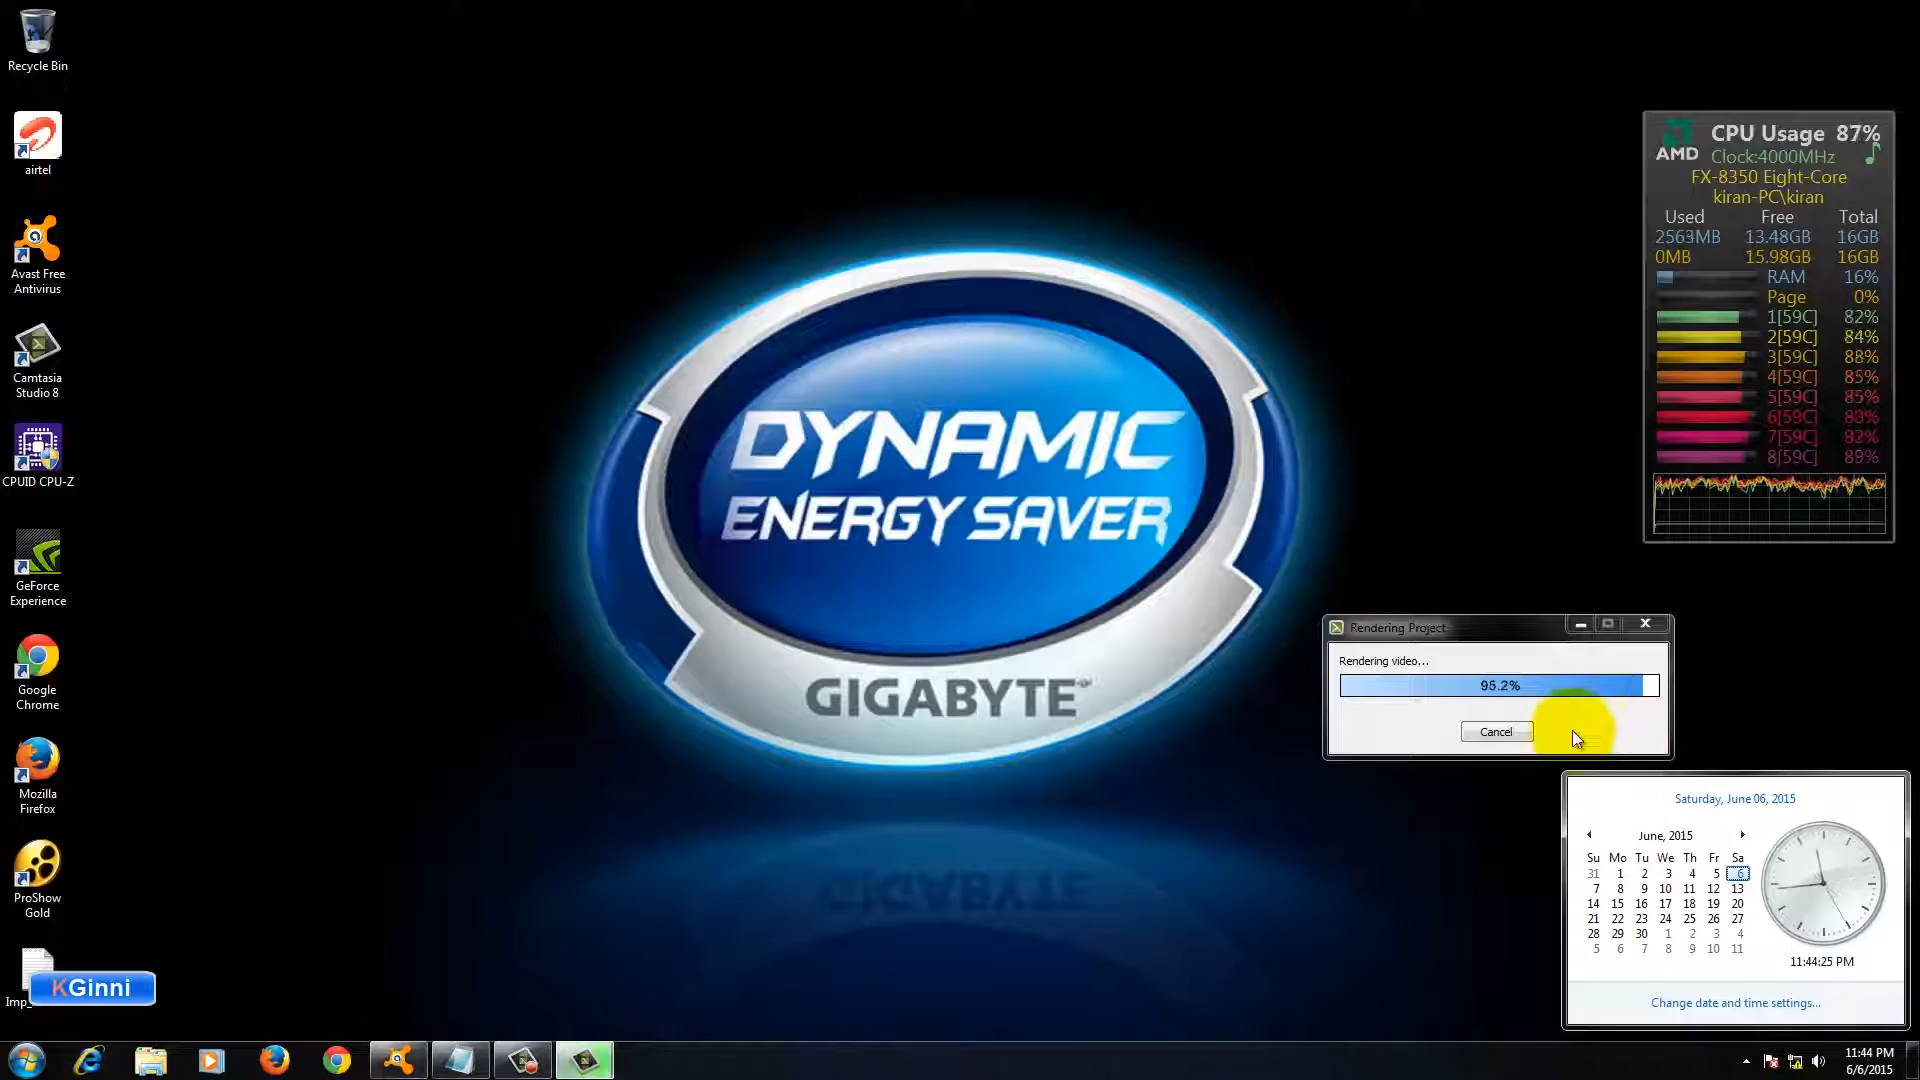 Recycle Bin
airtel
Avast Free
Antivirus
Camtasia
Studio 8
CPUID CPU-Z
GeForce
Experience
Google
Chrome
Mozilla
Firefox
ProShow
Gold
Imp_
KGinni
DYNAMIC
ENERGY SAVER
GIGABYTE
AMD
CPU Usage 87%
Clock:4000MHz
FX-8350 Eight-Core
kiran-PC\kiran
Used Free Total
13.48GB 16GB
0MB 15.98GB 16GB
RAM 16%
Page 0%
1[59C] 82%
2[59C] 84%
3[59C] 88%
4[59C] 85%
5[59C] 85%
6[59C]
7[59C]
8[59C]
Rendering Project
Rendering video...
95.2%
Cancel
Saturday, June 06, 2015
June, 2015
Su Mo Tu We Th Fr Sa
31 1 2 3 4 5 6
7 8 9 10 11 12 13
14 15 16 17 18 19 20
21 22 23 24 25 26 27
28 29 30 1 2 3 4
5 6 7 8 9 10 11
11:44:25 PM
Change date and time settings...
11:44 PM
6/6/2015